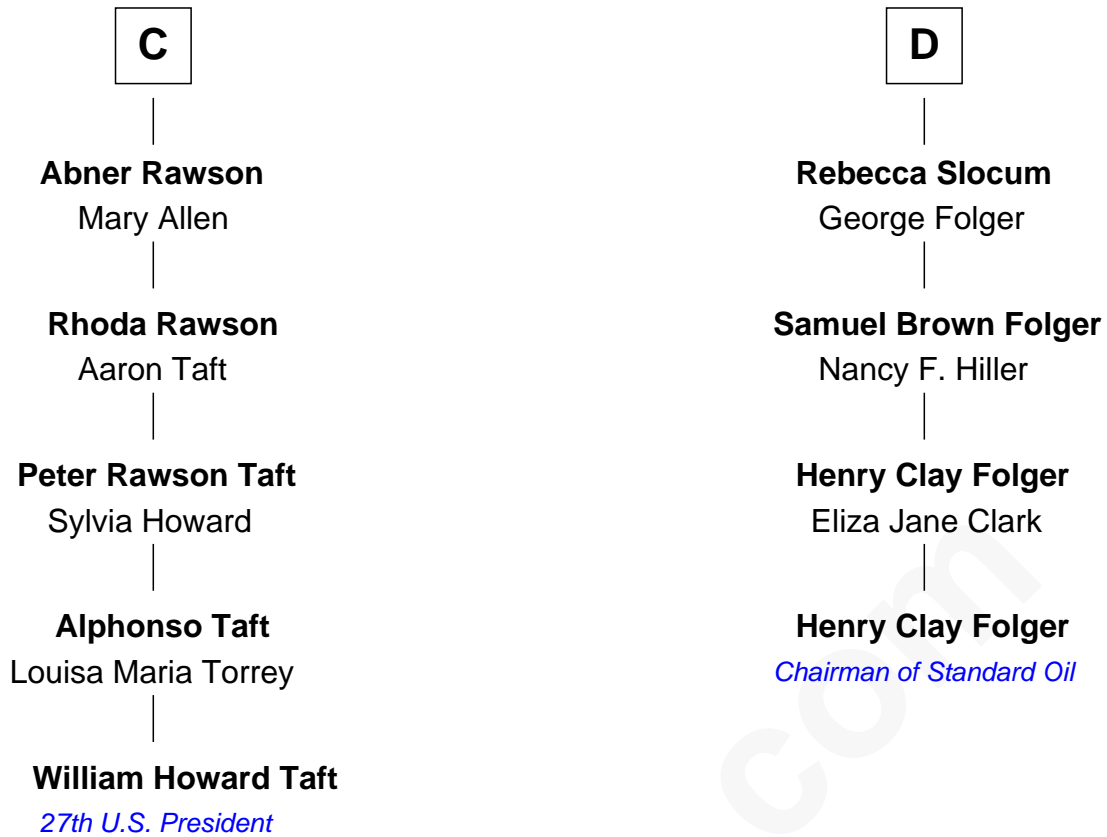 C
Abner Rawson
Mary Allen
Rhoda Rawson
Aaron Taft
Peter Rawson Taft
Sylvia Howard
Alphonso Taft
Louisa Maria Torrey
William Howard Taft
27th U.S. President
D
Rebecca Slocum
George Folger
Samuel Brown Folger
Nancy F. Hiller
Henry Clay Folger
Eliza Jane Clark
Henry Clay Folger
Chairman of Standard Oil
com